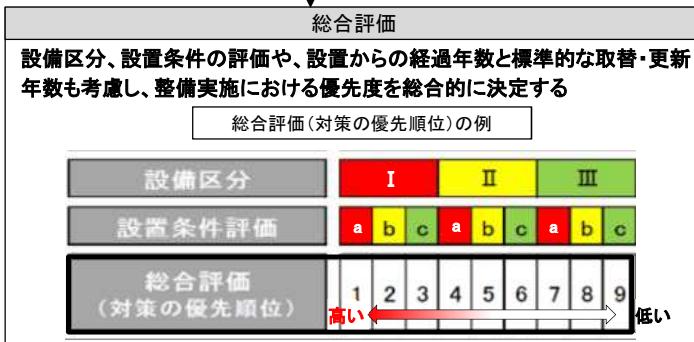 総合評価
設備区分、設置条件の評価や、設置からの経過年数と標準的な取替・更新
年数も考慮し、整備実施における優先度を総合的に決定する
総合評価(対策の優先順位)の例
設備区分 Ⅰ Ⅱ Ⅲ
設置条件評価 a b c a b c a b c
総合評価
(対策の優先順位) 1 2 3 4 5 6 7 8 9
高い 低い